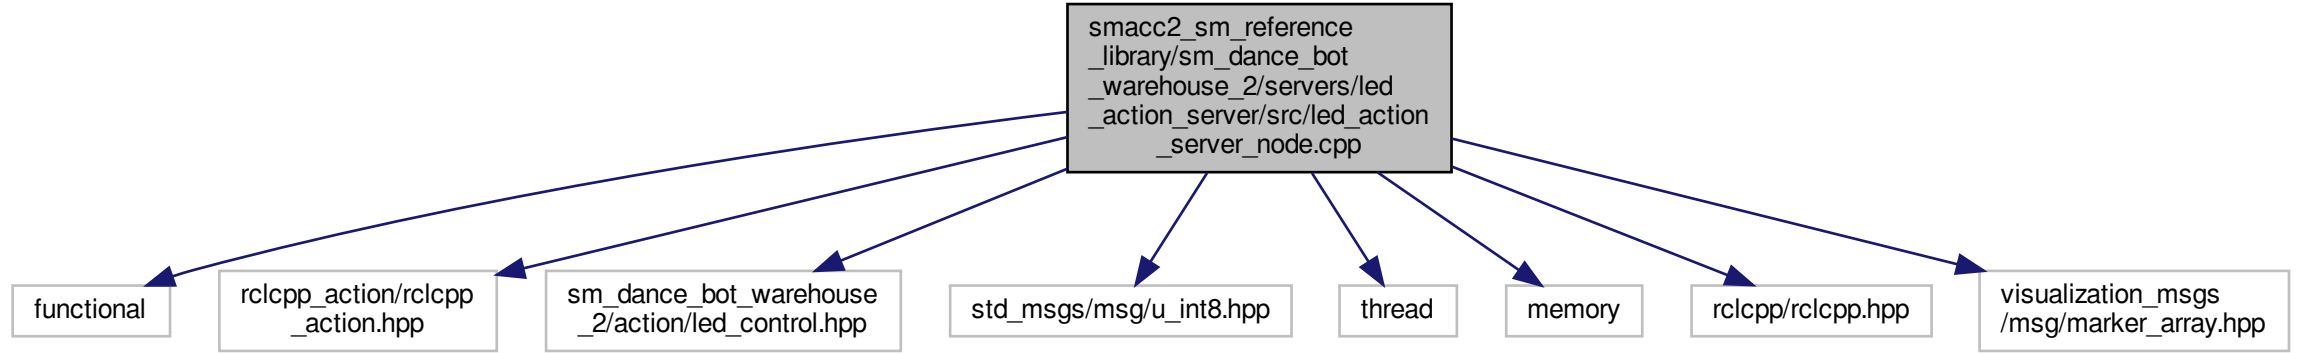 smacc2_sm_reference
_library/sm_dance_bot
_warehouse_2/servers/led
_action_server/src/led_action
_server_node.cpp
functional
rclcpp_action/rclcpp
_action.hpp
sm_dance_bot_warehouse
_2/action/led_control.hpp
std_msgs/msg/u_int8.hpp
thread
memory
rclcpp/rclcpp.hpp
visualization_msgs
/msg/marker_array.hpp